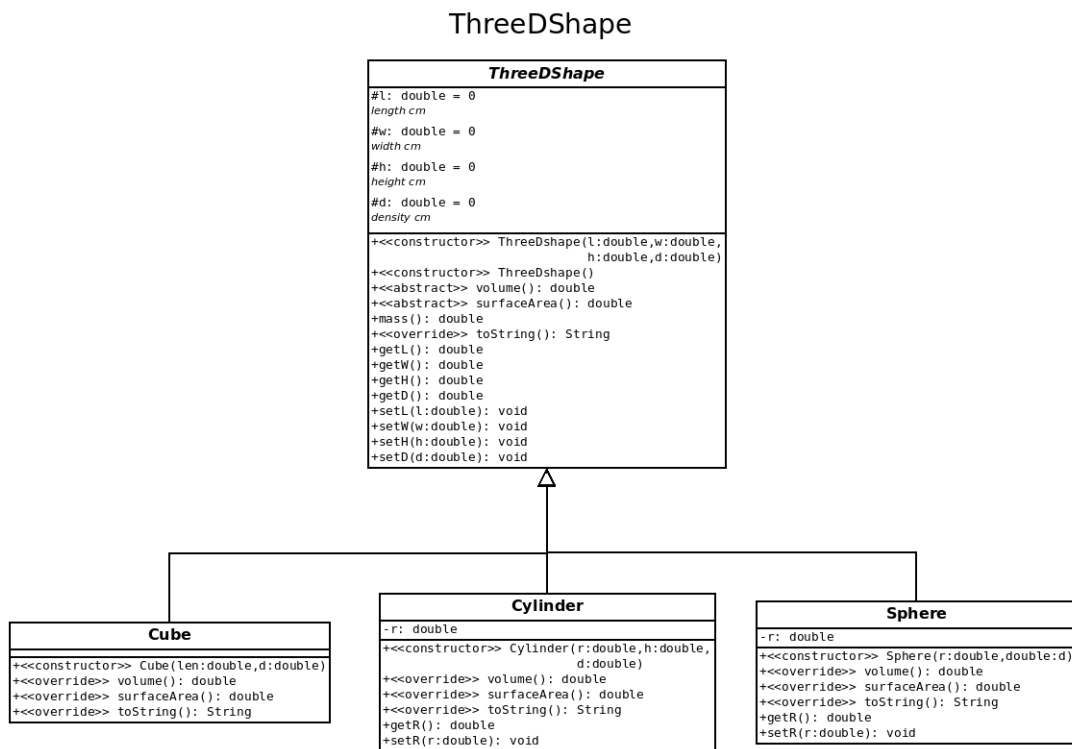 ThreeDShape
ThreeDShape
#l: double = 0
length cm
#w: double = 0
width cm
#h: double = 0
height cm
#d: double = 0
density cm
+<<constructor>> ThreeDshape(l:double,w:double,
h:double,d:double)
+<<constructor>> ThreeDshape()
+<<abstract>> volume(): double
+<<abstract>> surfaceArea(): double
+mass(): double
+<<override>> toString(): String
+getL(): double
+getW(): double
+getH(): double
+getD(): double
+setL(l:double): void
+setW(w:double): void
+setH(h:double): void
+setD(d:double): void
Cube
+<<constructor>> Cube(len:double,d:double)
+<<override>> volume(): double
+<<override>> surfaceArea(): double
+<<override>> toString(): String
Cylinder
-r: double
+<<constructor>> Cylinder(r:double,h:double,
d:double)
+<<override>> volume(): double
+<<override>> surfaceArea(): double
+<<override>> toString(): String
+getR(): double
+setR(r:double): void
Sphere
-r: double
+<<constructor>> Sphere(r:double,double:d)
+<<override>> volume(): double
+<<override>> surfaceArea(): double
+<<override>> toString(): String
+getR(): double
+setR(r:double): void